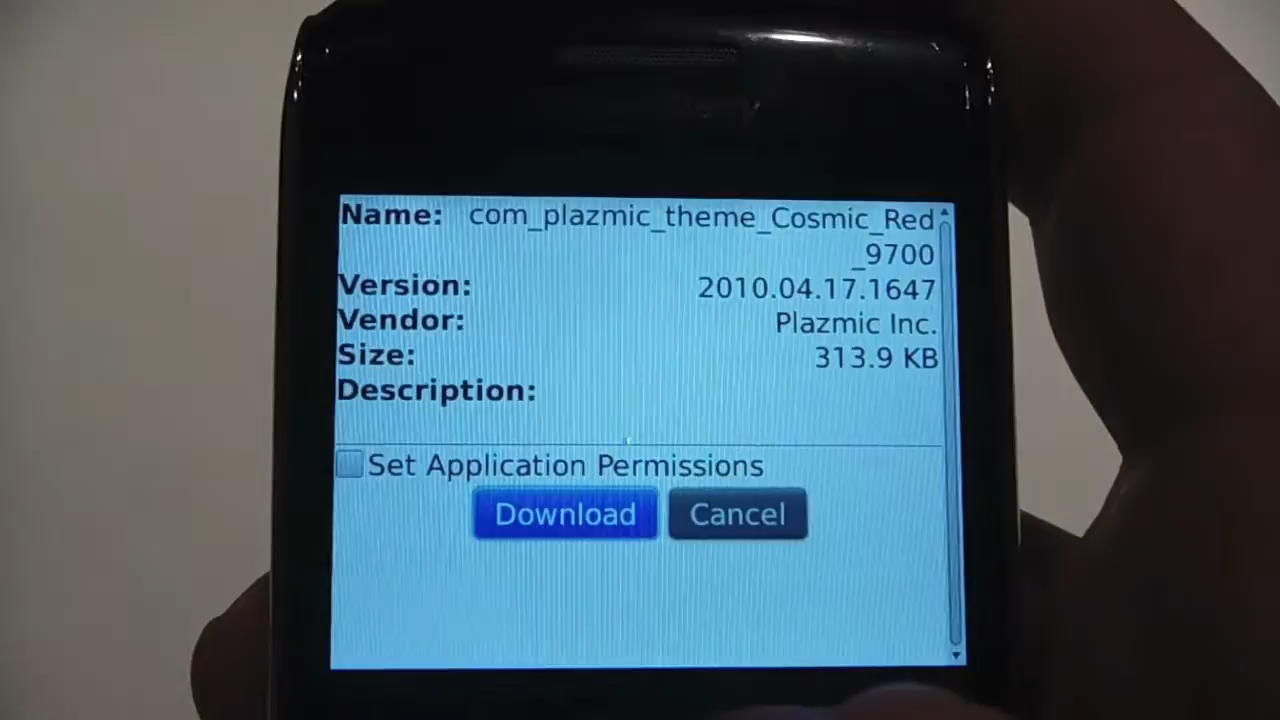 Name: com_plazmic_theme_Cosmic_Red
_9700
Version: 2010.04.17.1647
Vendor: Plazmic Inc.
Size: 313.9 KB
Description:
Set Application Permissions
Download Cancel